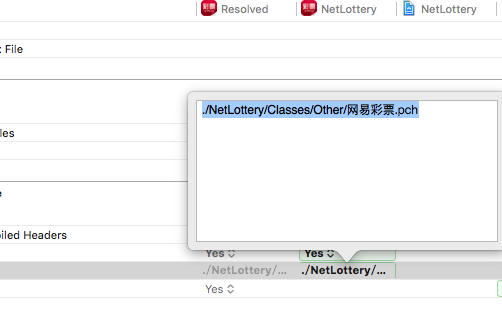 彩票 Resolved 彩票 NetLottery NetLottery
: File
./NetLottery/Classes/Other/网易彩票.pch
les
e
iled Headers
Yes Yes
./NetLottery/... ./NetLottery/...
Yes